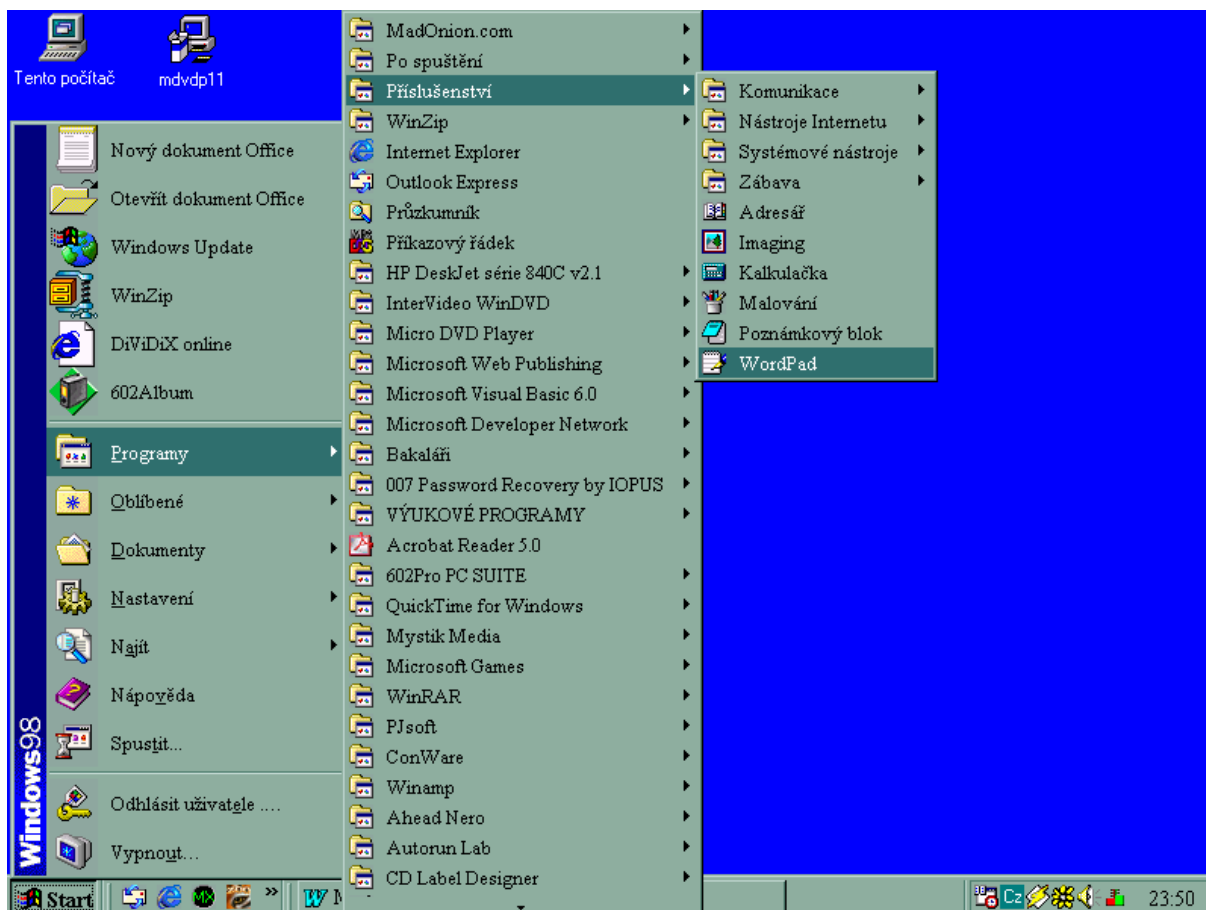 Tento počítač
mdvdp11
Nový dokument Office
Otevřít dokument Office
Windows Update
WinZip
DiViDiX online
602Album
Programy
Oblíbené
Dokumenty
Nastavení
Najít
Nápověda
Spustit...
Odhlásit uživatele ....
Vypnout...
Windows98
MadOnion.com
Po spuštění
Příslušenství
WinZip
Internet Explorer
Outlook Express
Průzkumník
Příkazový řádek
HP DeskJet série 840C v2.1
InterVideo WinDVD
Micro DVD Player
Microsoft Web Publishing
Microsoft Visual Basic 6.0
Microsoft Developer Network
Bakaláři
007 Password Recovery by IOPUS
VÝUKOVÉ PROGRAMY
Acrobat Reader 5.0
602Pro PC SUITE
QuickTime for Windows
Mystik Media
Microsoft Games
WinRAR
PJsoft
ConWare
Winamp
Ahead Nero
Autorun Lab
CD Label Designer
Komunikace
Nástroje Internetu
Systémové nástroje
Zábava
Adresář
Imaging
Kalkulačka
Malování
Poznámkový blok
WordPad
Start
»
Cz
23:50